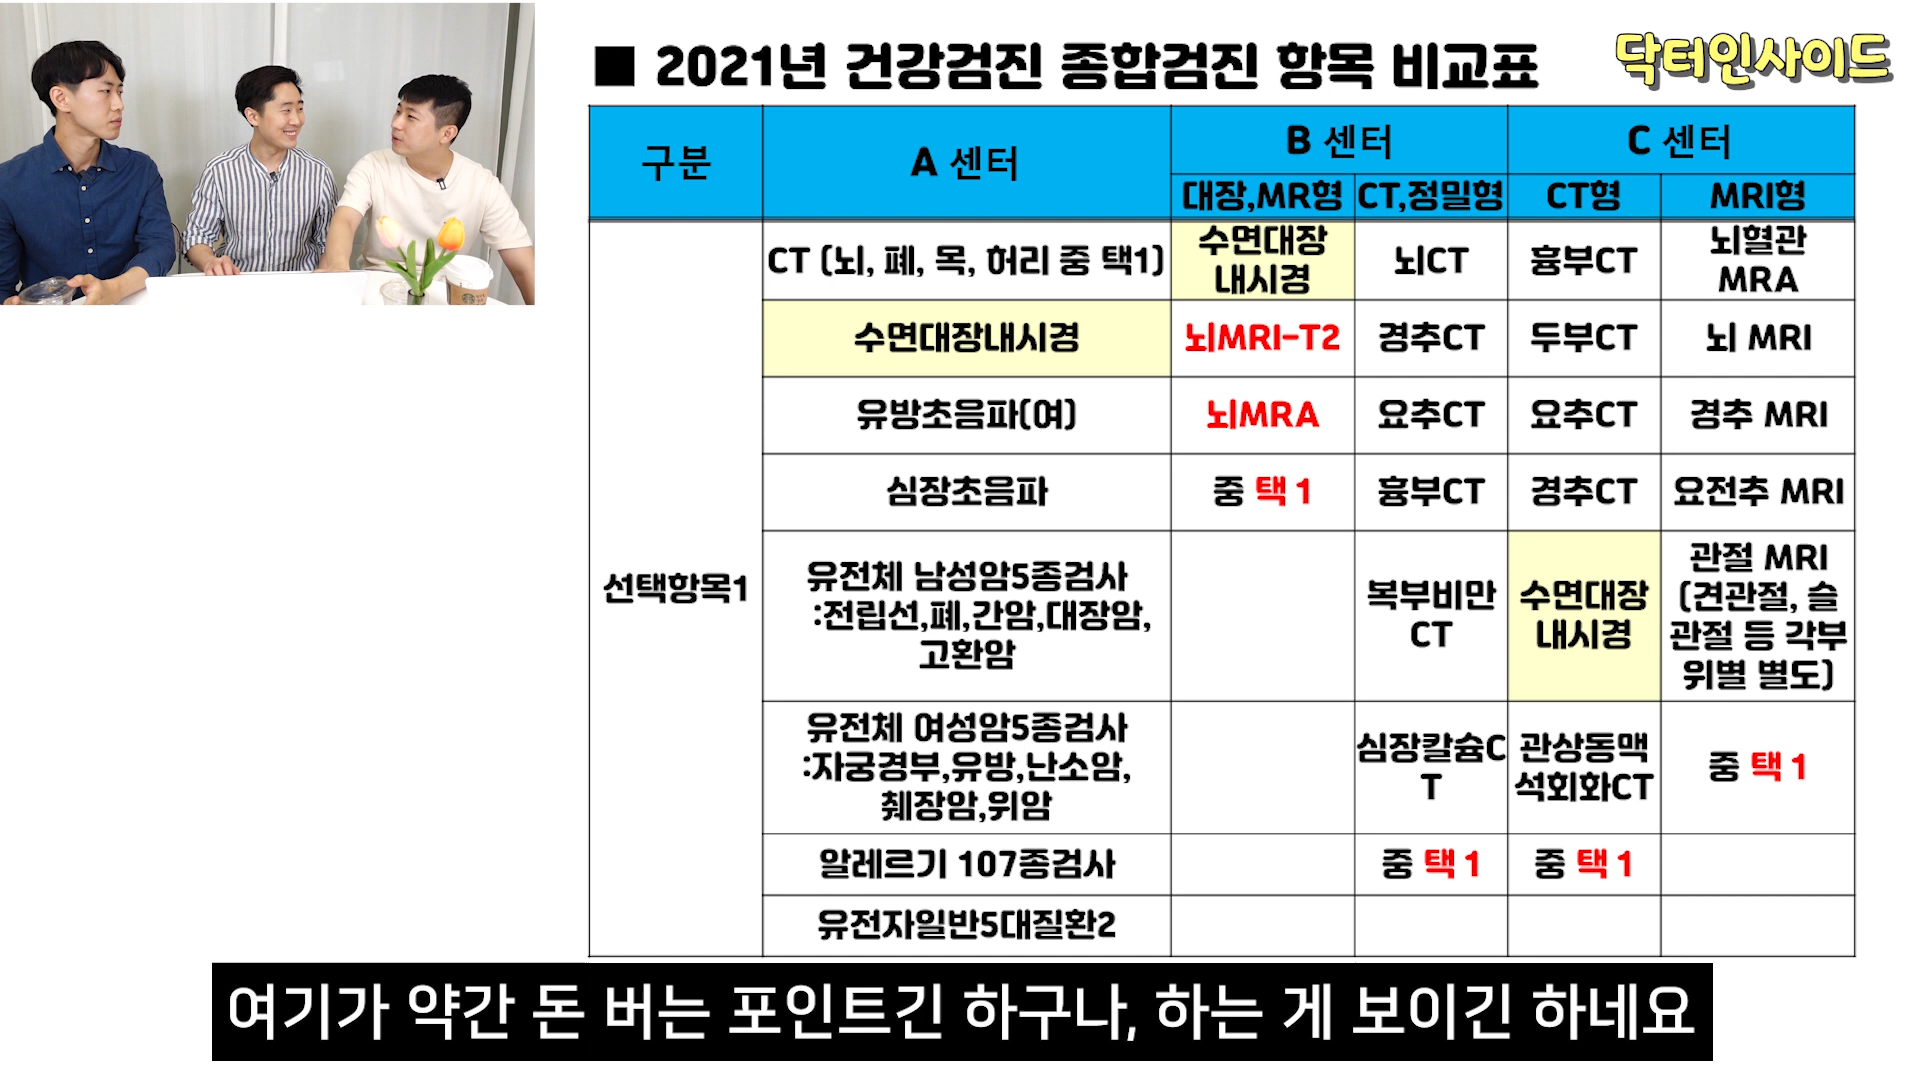 ■ 2021년 건강검진 종합검진 항목 비교표
닥터인사이드
구분
A 센터
B 센터
C 센터
대장,MR형
CT,정밀형
CT형
MRI형
선택항목1
CT (뇌, 폐, 목, 허리 중 택1)
수면대장
내시경
뇌CT
흉부CT
뇌혈관
MRA
수면대장내시경
뇌MRI-T2
경추CT
두부CT
뇌 MRI
유방초음파(여)
뇌MRA
요추CT
요추CT
경추 MRI
심장초음파
중 택 1
흉부CT
경추CT
요전추 MRI
유전체 남성암5종검사
:전립선,폐,간암,대장암,
고환암
복부비만
CT
수면대장
내시경
관절 MRI
(견관절, 슬
관절 등 각부
위별 별도)
유전체 여성암5종검사
:자궁경부,유방,난소암,
췌장암,위암
심장칼슘C
T
관상동맥
석회화CT
중 택 1
알레르기 107종검사
중 택 1
중 택 1
유전자일반5대질환2
여기가 약간 돈 버는 포인트긴 하구나, 하는 게 보이긴 하네요